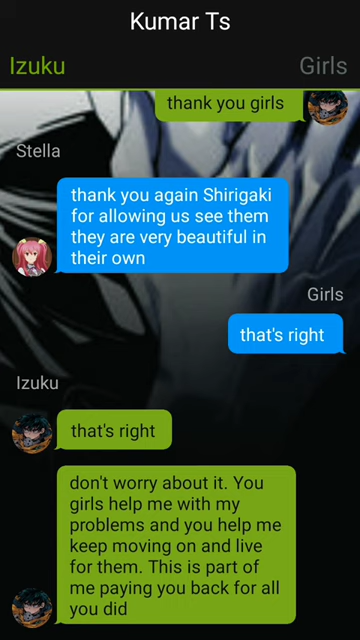 Kumar Ts
Izuku
Girls
thank you girls
Stella
thank you again Shirigaki
for allowing us see them
they are very beautiful in
their own
Girls
that's right
Izuku
that's right
don't worry about it. You
girls help me with my
problems and you help me
keep moving on and live
for them. This is part of
me paying you back for all
you did